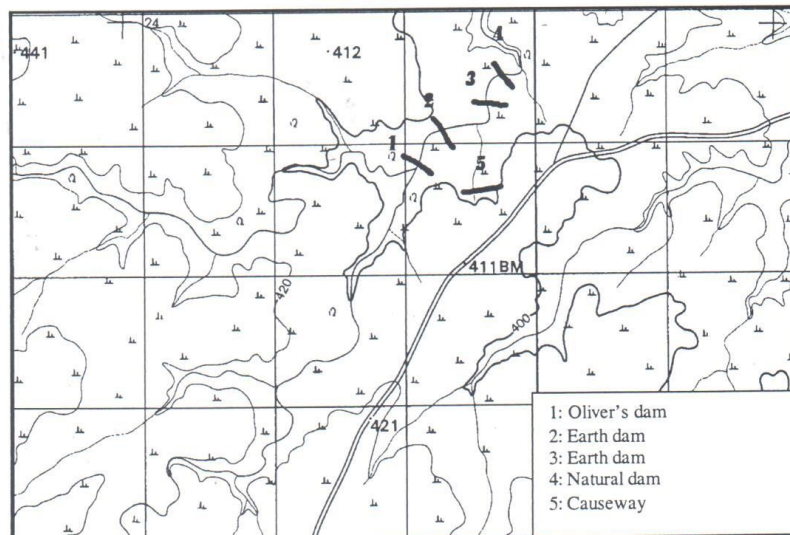 24
441
412
4
3
2
1
5
411BM
420
400
421
1: Oliver's dam
2: Earth dam
3: Earth dam
4: Natural dam
5: Causeway